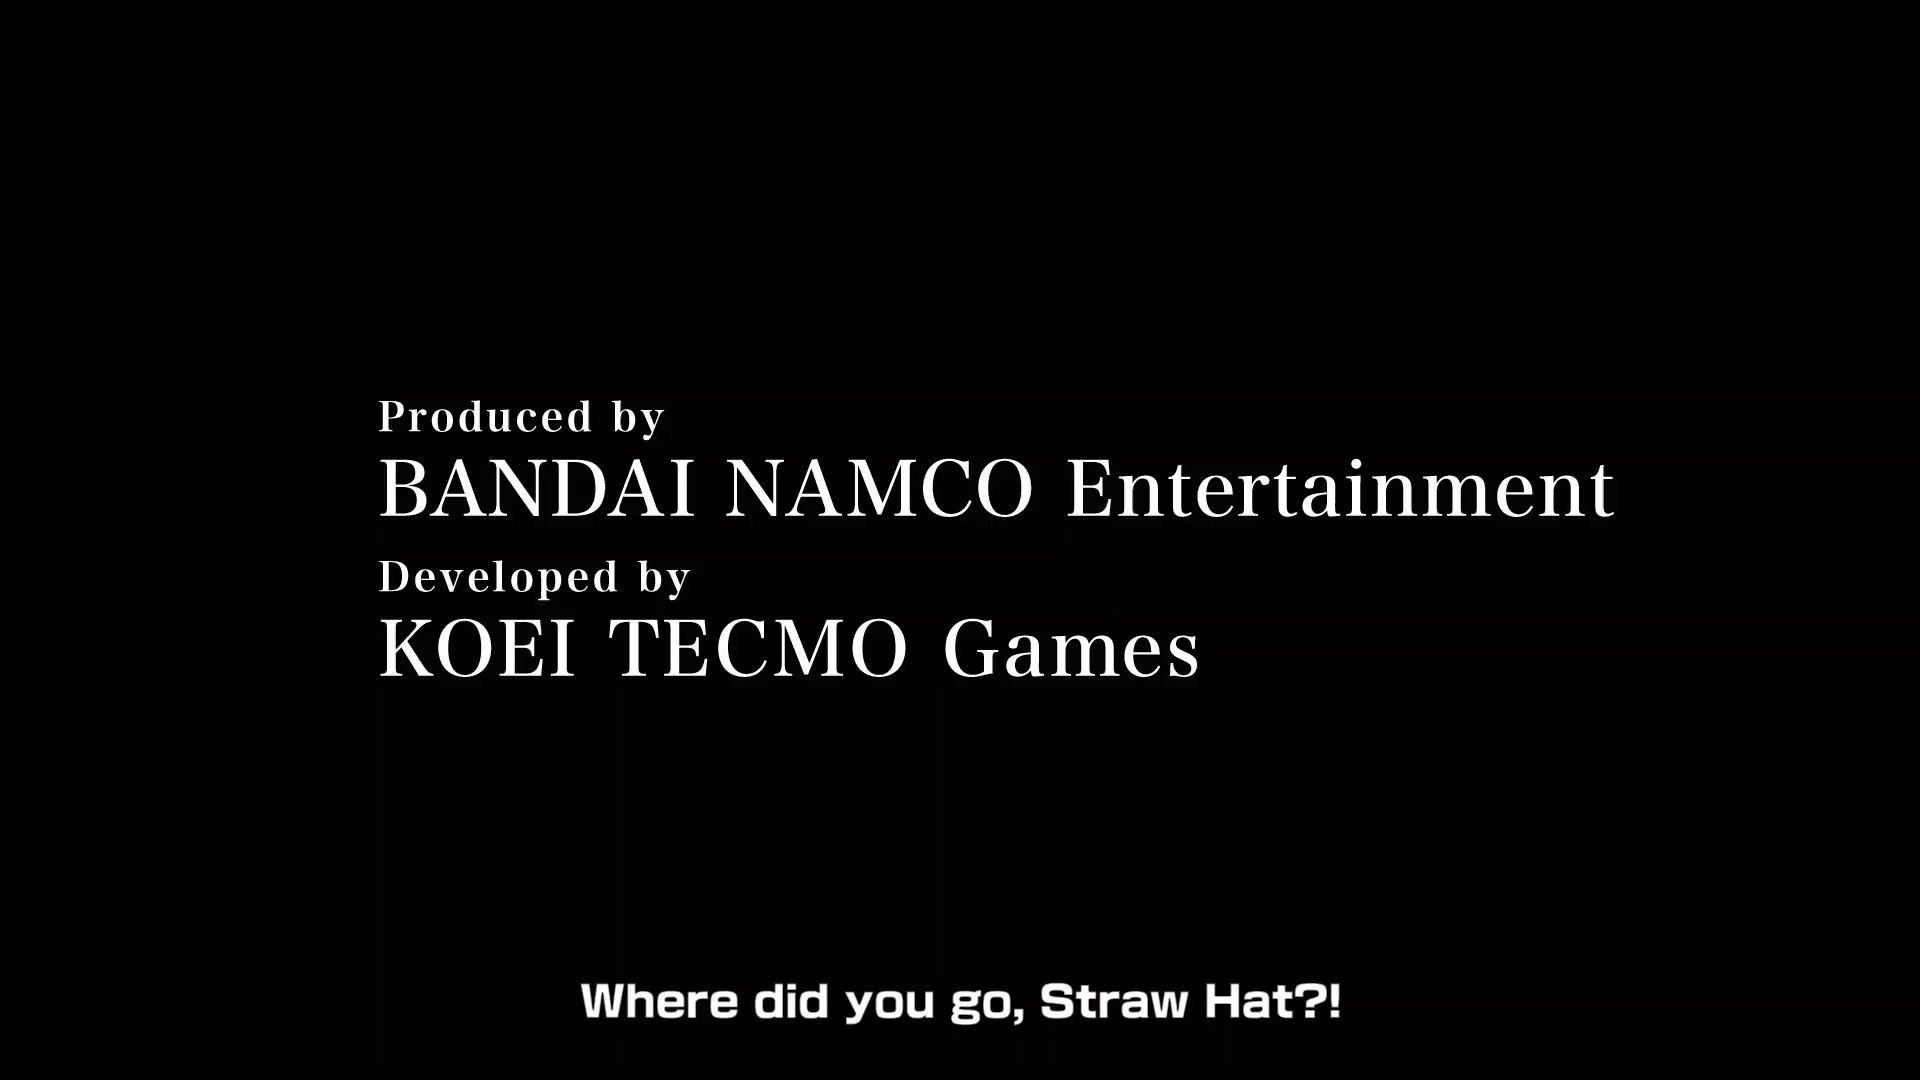 Produced by
BANDAI NAMCO Entertainment
Developed by
KOEI TECMO Games
Where did you go, Straw Hat?!